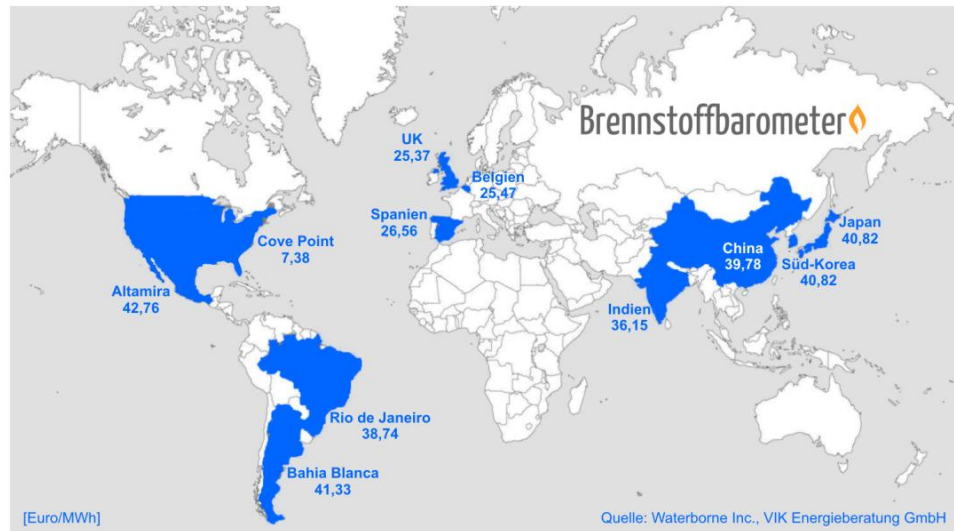 Brennstoffbarometer
UK
25,37
Belgien
25,47
Spanien
26,56
Cove Point
7,38
Altamira
42,76
China
39,78
Japan
40,82
Süd-Korea
40,82
Indien
36,15
Rio de Janeiro
38,74
Bahia Blanca
41,33
[Euro/MWh]
Quelle: Waterborne Inc., VIK Energieberatung GmbH